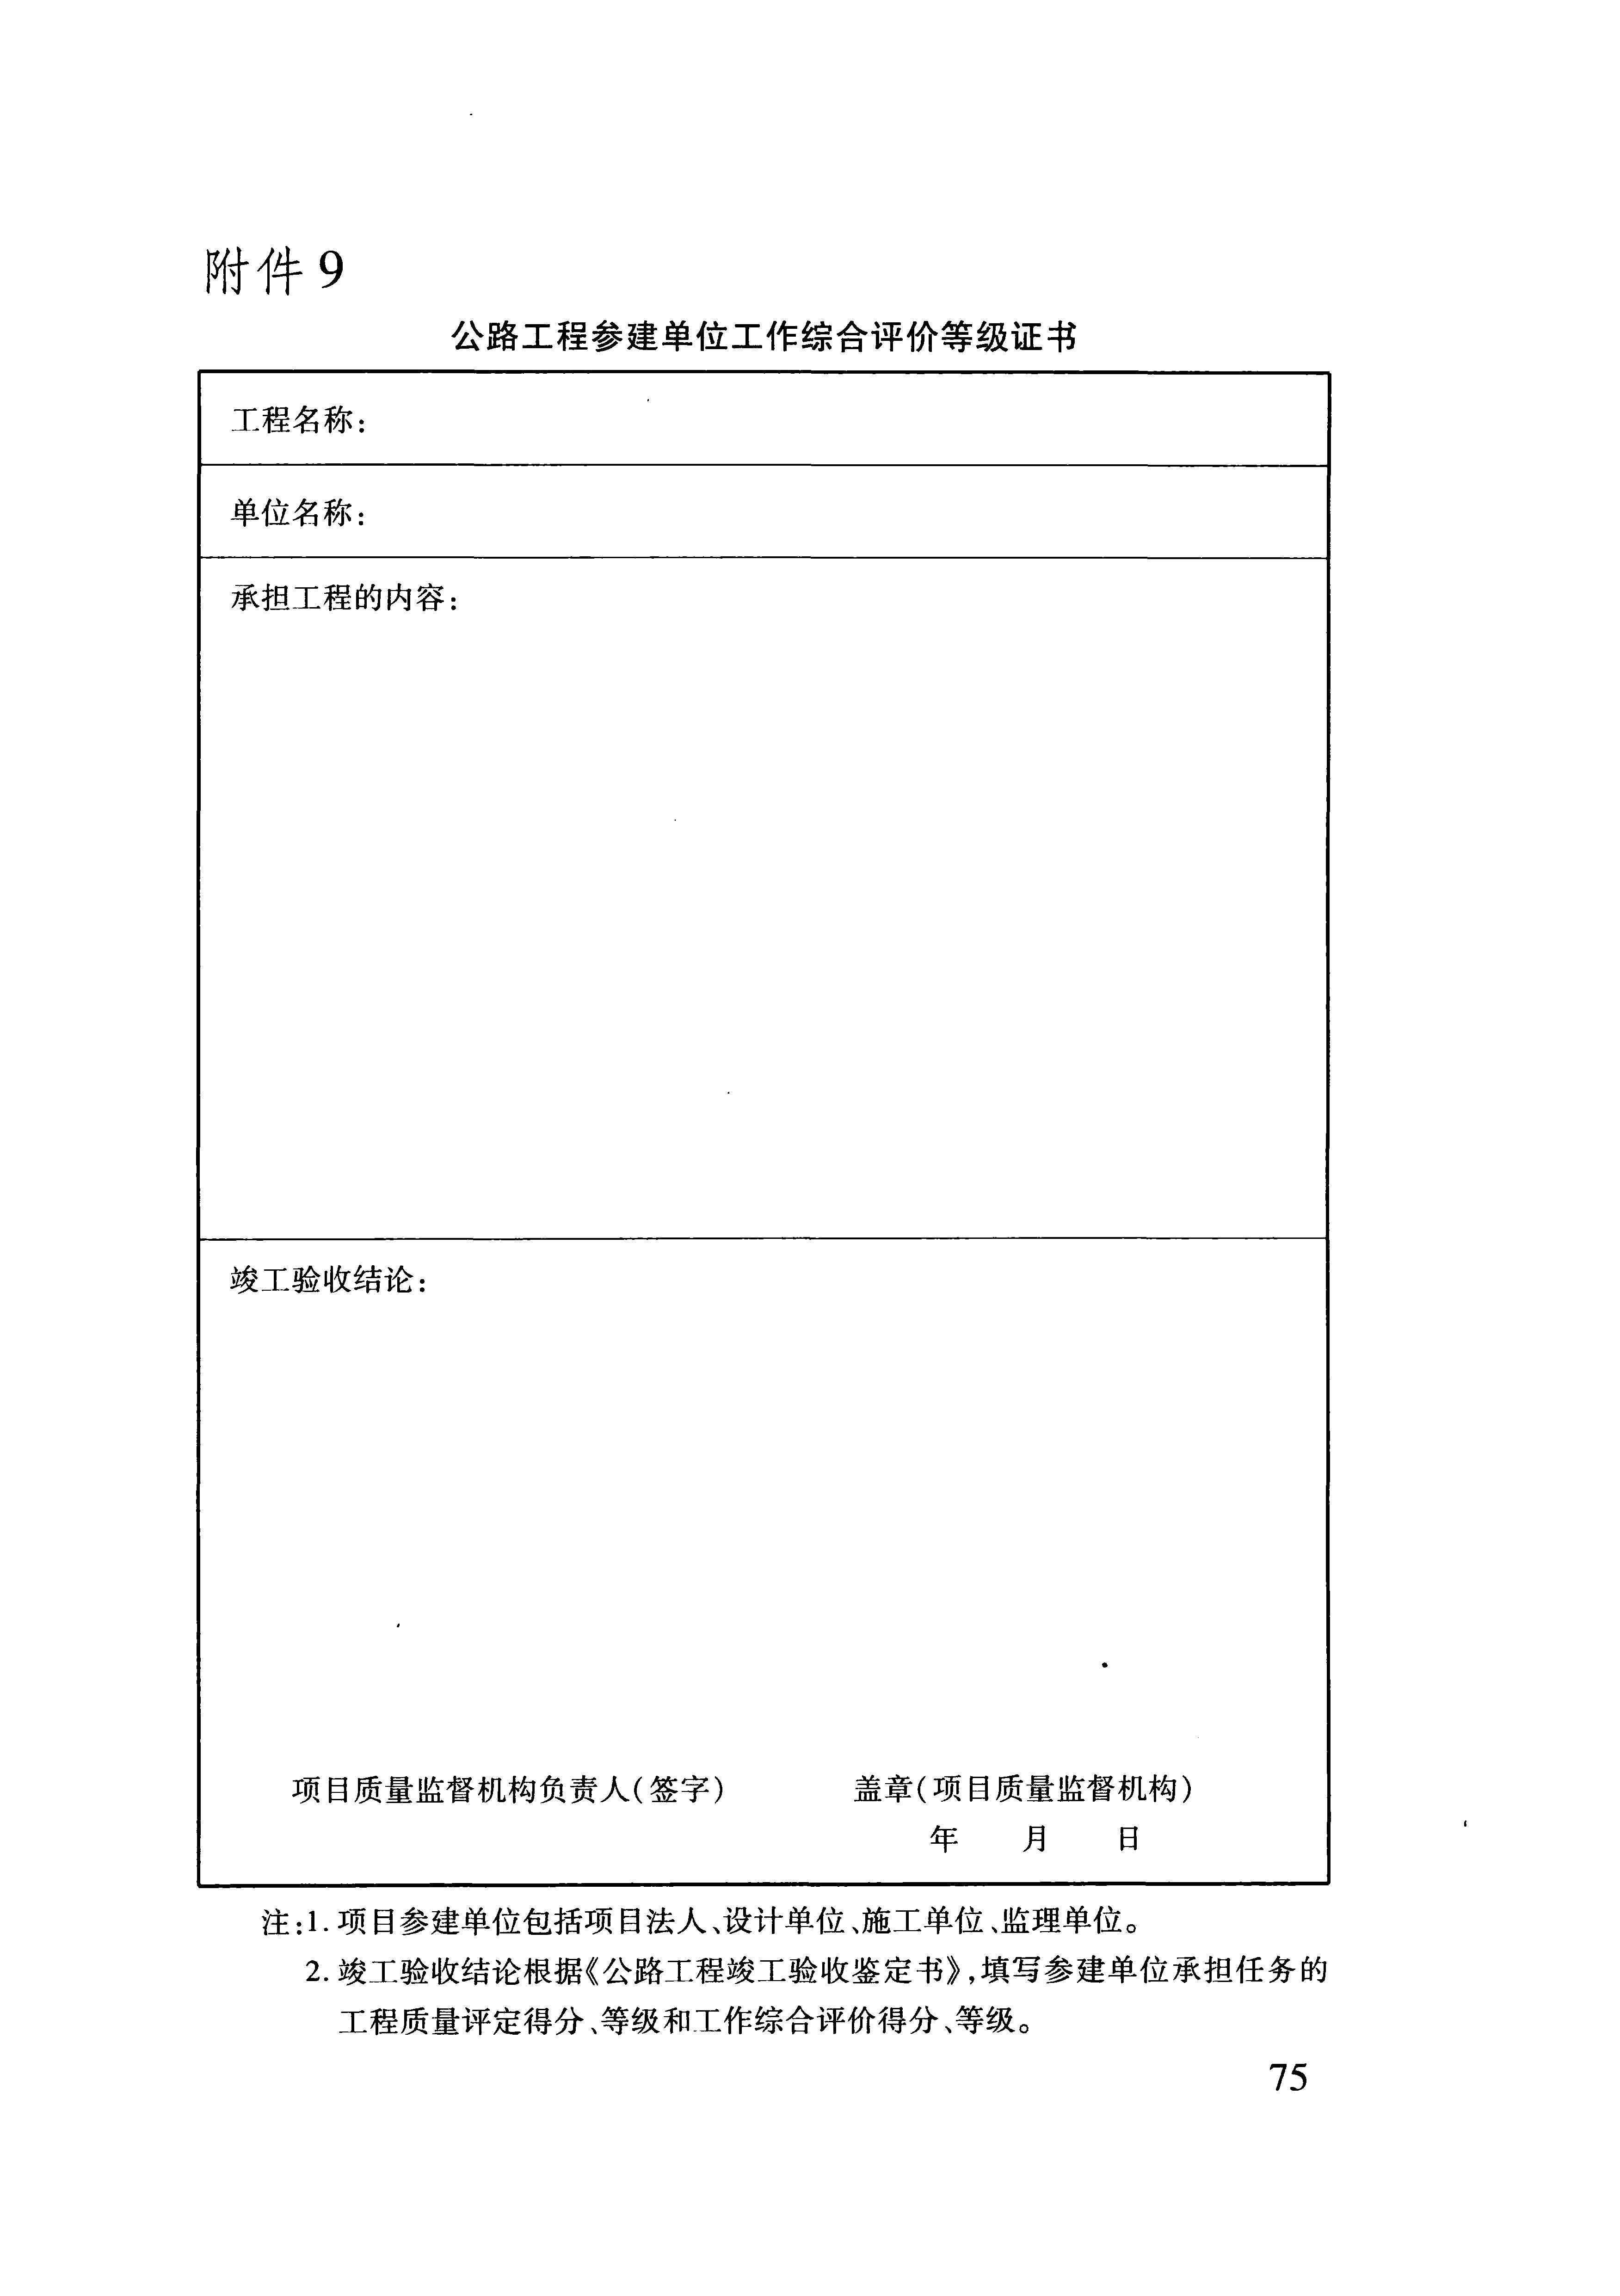 附件 9
公路工程参建单位工作综合评价等级证书
工程名称：
单位名称：
承担工程的内容：
竣工验收结论：
项目质量监督机构负责人(签字)　　盖章(项目质量监督机构)
年　月　日
注:1. 项目参建单位包括项目法人、设计单位、施工单位、监理单位。
2. 竣工验收结论根据《公路工程竣工验收鉴定书》,填写参建单位承担任务的
工程质量评定得分、等级和工作综合评价得分、等级。
75